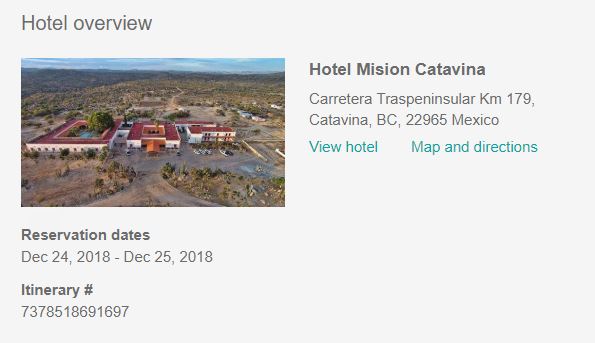 Hotel overview
Hotel Mision Catavina
Carretera Traspeninsular Km 179,
Catavina, BC, 22965 Mexico
View hotel
Map and directions
Reservation dates
Dec 24, 2018 - Dec 25, 2018
Itinerary #
7378518691697